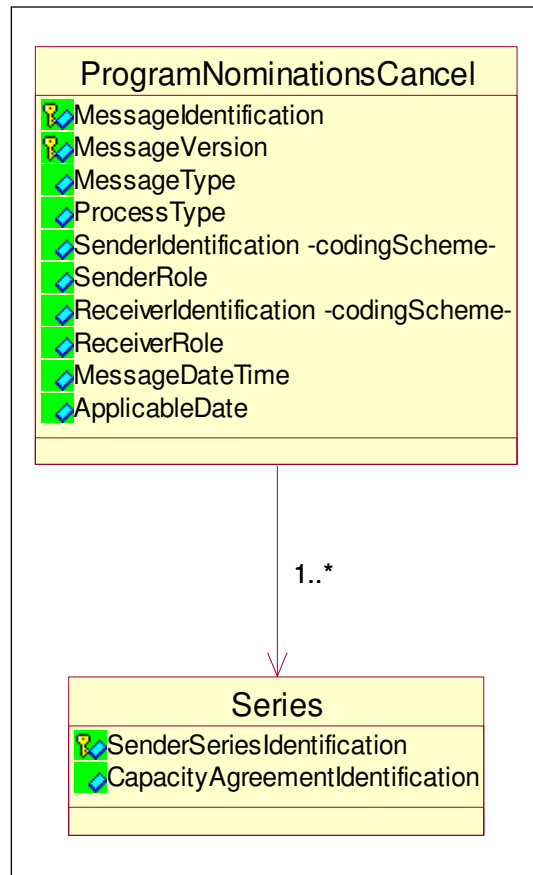 ProgramNominationsCancel
MessageIdentification
MessageVersion
MessageType
ProcessType
SenderIdentification -codingScheme-
SenderRole
ReceiverIdentification -codingScheme-
ReceiverRole
MessageDateTime
ApplicableDate
1..*
Series
SenderSeriesIdentification
CapacityAgreementIdentification